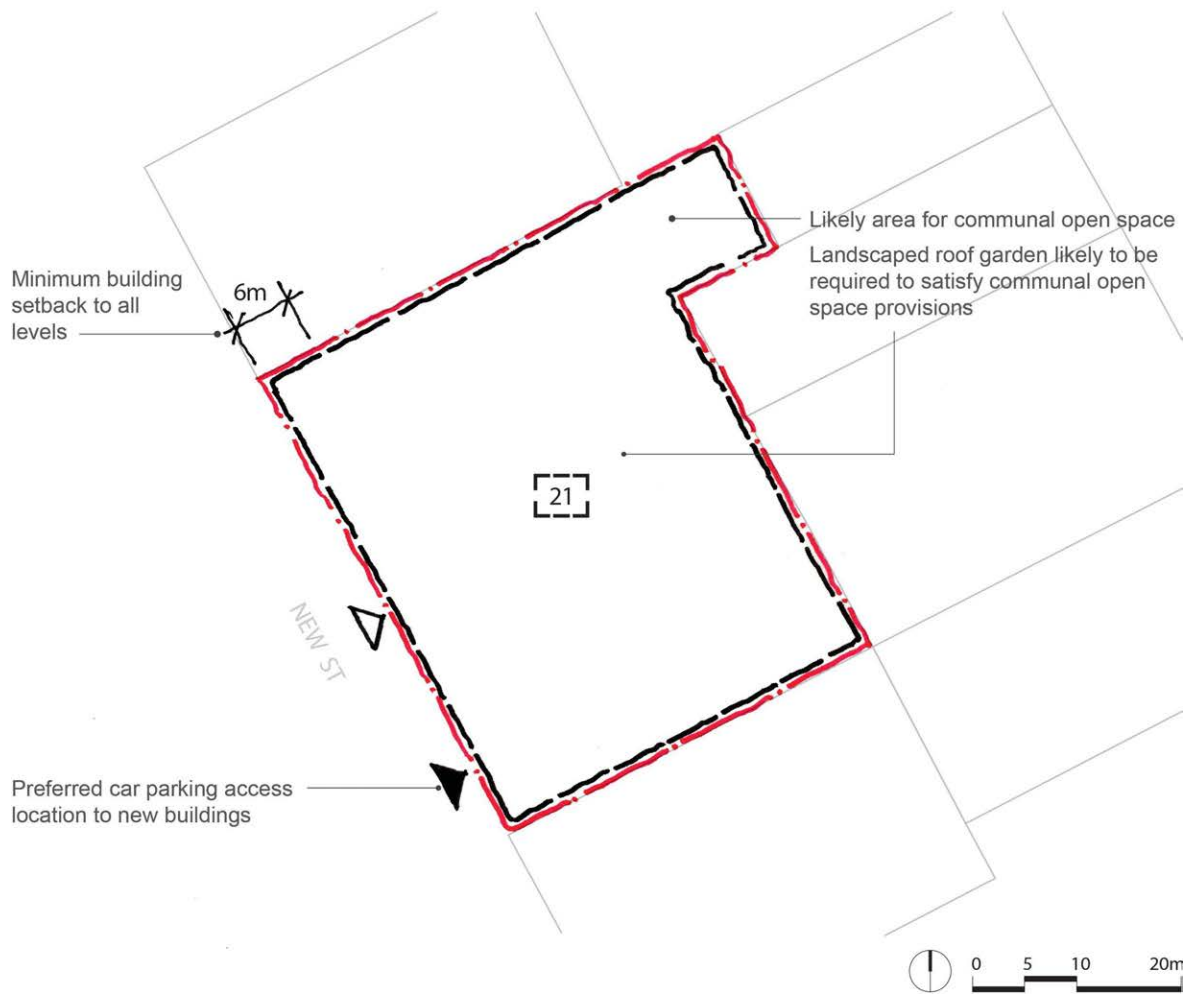 Likely area for communal open space
Landscaped roof garden likely to be
required to satisfy communal open
space provisions
Minimum building
setback to all
levels
6m
21
NEW ST
Preferred car parking access
location to new buildings
0 5 10 20m